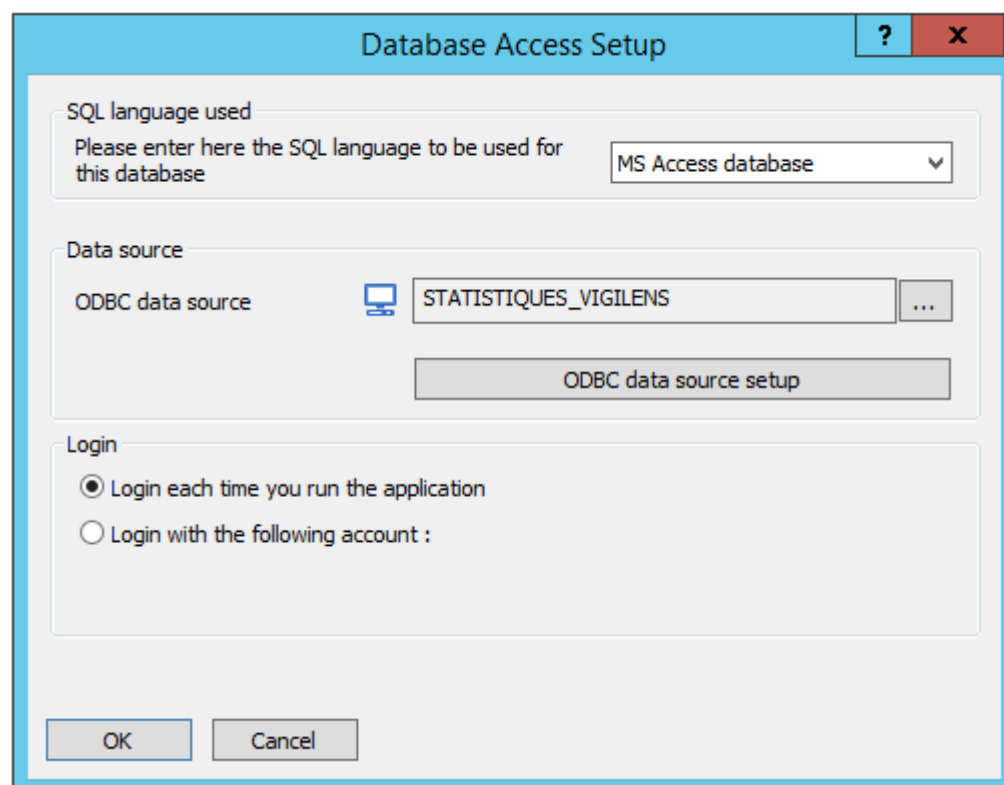 Database Access Setup
?
x
SQL language used
Please enter here the SQL language to be used for
this database
MS Access database
Data source
ODBC data source
STATISTIQUES_VIGILENS
...
ODBC data source setup
Login
Login each time you run the application
Login with the following account :
OK
Cancel